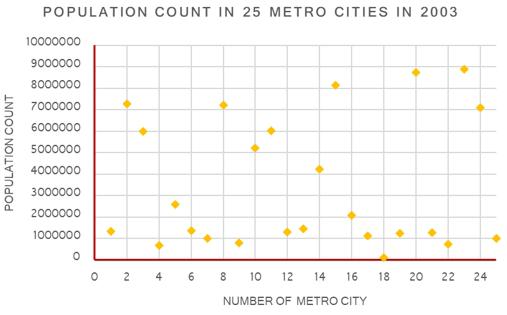 POPULATION COUNT IN 25 METRO CITIES IN 2003
10000000
9000000
8000000
7000000
6000000
5000000
4000000
3000000
2000000
1000000
0
POPULATION COUNT
0 2 4 6 8 10 12 14 16 18 20 22 24
NUMBER OF METRO CITY